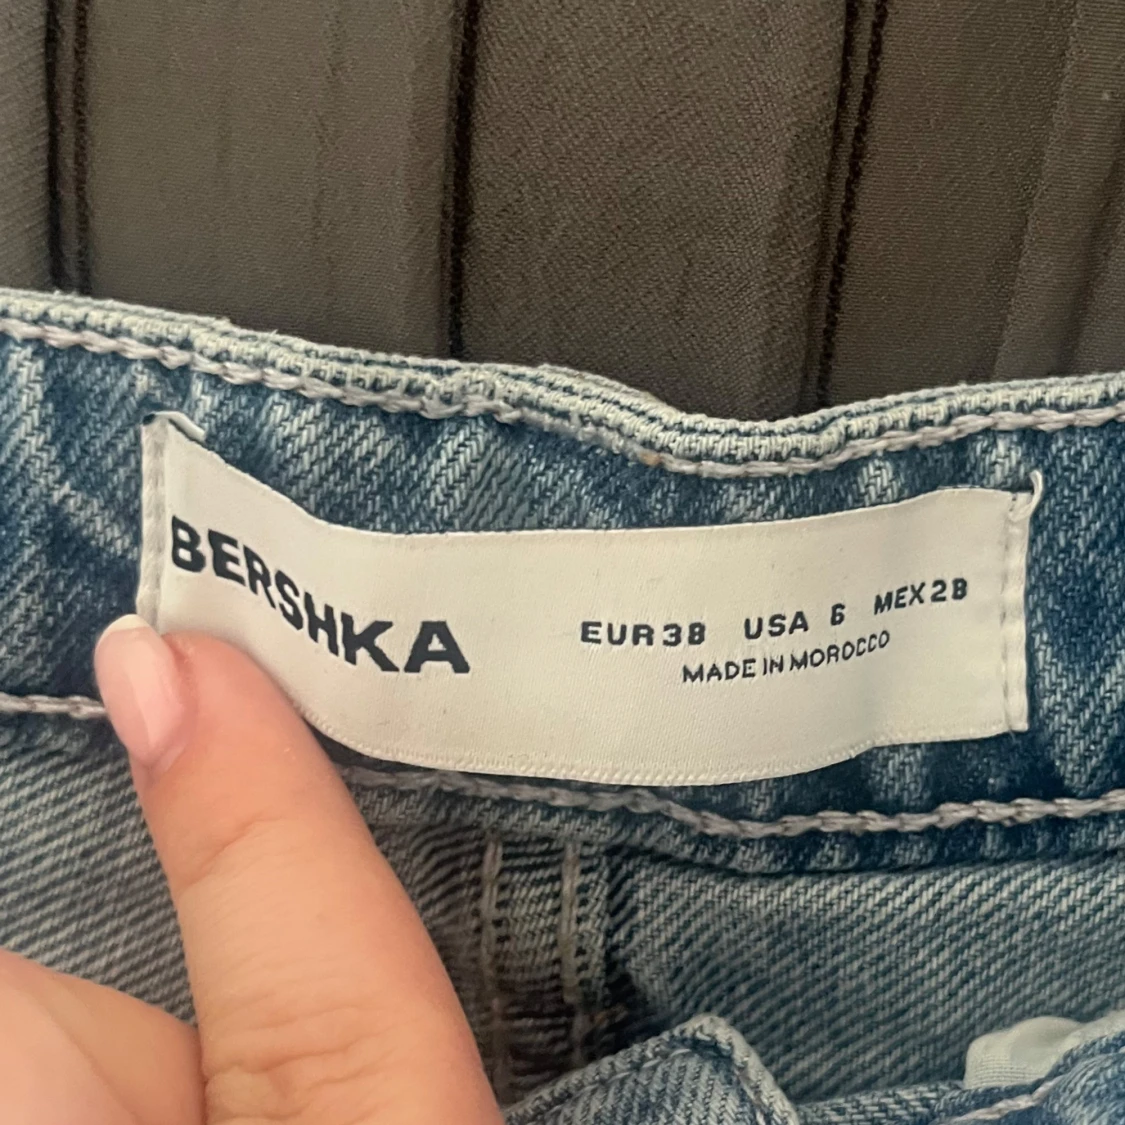 BERSHKA
EUR 38 USA 6 MEX 28
MADE IN MOROCCO